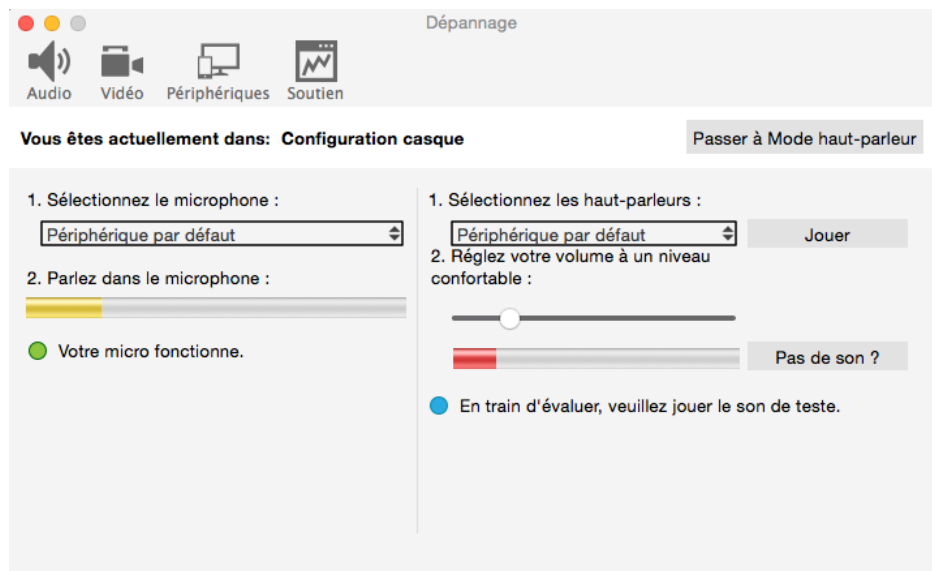 Dépannage
Audio
Vidéo
Périphériques
Soutien
Vous êtes actuellement dans: Configuration casque
Passer à Mode haut-parleur
1. Sélectionnez le microphone :
Périphérique par défaut
2. Parlez dans le microphone :
Votre micro fonctionne.
1. Sélectionnez les haut-parleurs :
Périphérique par défaut
Jouer
2. Réglez votre volume à un niveau
confortable :
Pas de son ?
En train d'évaluer, veuillez jouer le son de teste.